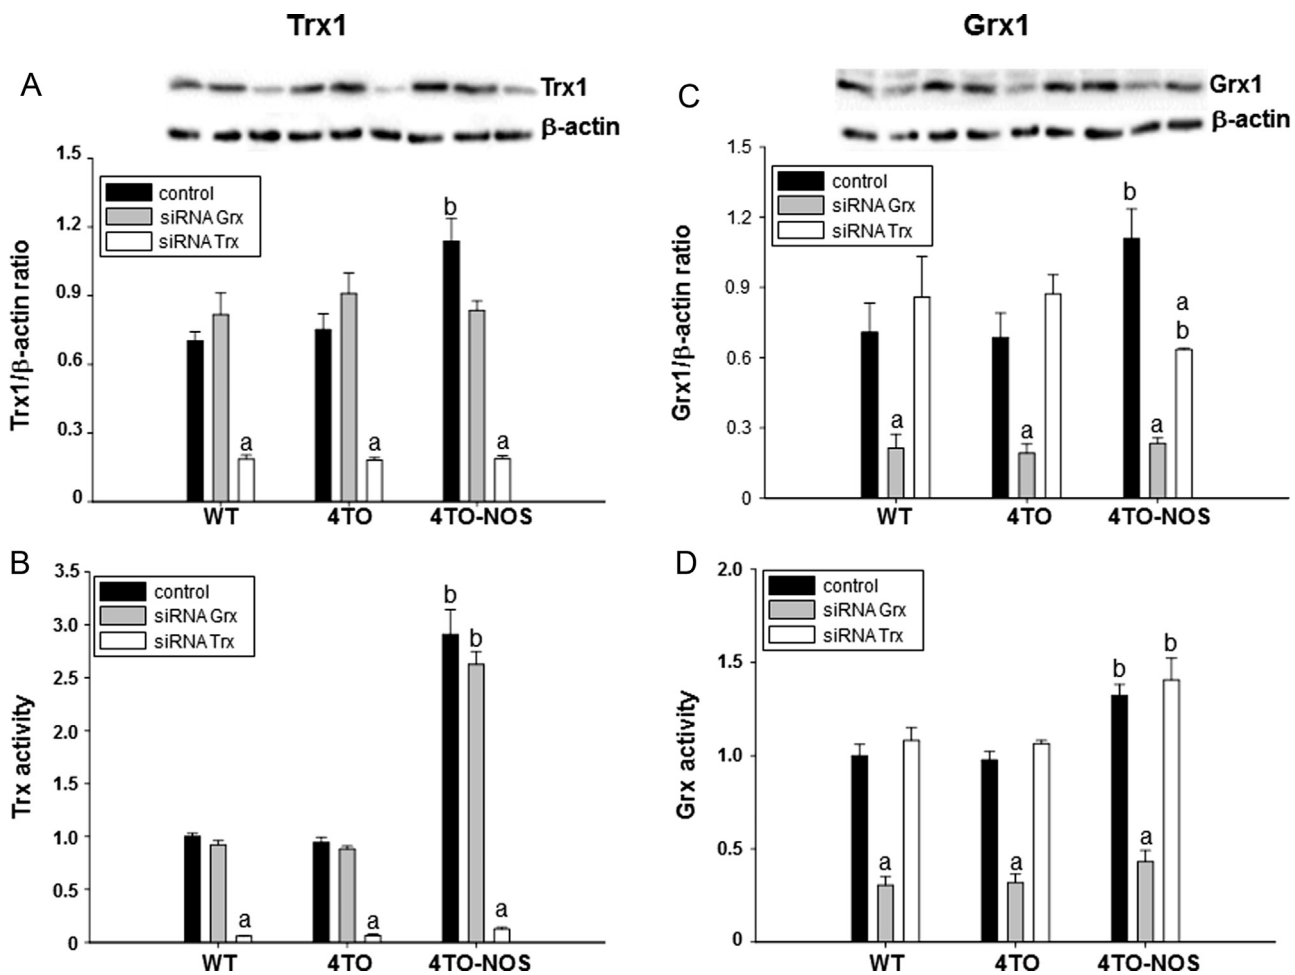 Trx1
Grx1
A
Trx1
β-actin
1.5
1.2
0.9
0.6
0.3
0
Trx1/β-actin ratio
control
siRNA Grx
siRNA Trx
a
a
b
a
WT
4TO
4TO-NOS
C
Grx1
β-actin
1.5
1.2
0.9
0.6
0.3
0
Grx1/β-actin ratio
control
siRNA Grx
siRNA Trx
a
a
b
a
a
b
WT
4TO
4TO-NOS
B
3.5
3.0
2.5
2.0
1.5
1.0
0.5
0
Trx activity
control
siRNA Grx
siRNA Trx
a
a
b
b
a
WT
4TO
4TO-NOS
D
2.0
1.5
1.0
0.5
0
Grx activity
control
siRNA Grx
siRNA Trx
a
a
b
a
b
WT
4TO
4TO-NOS